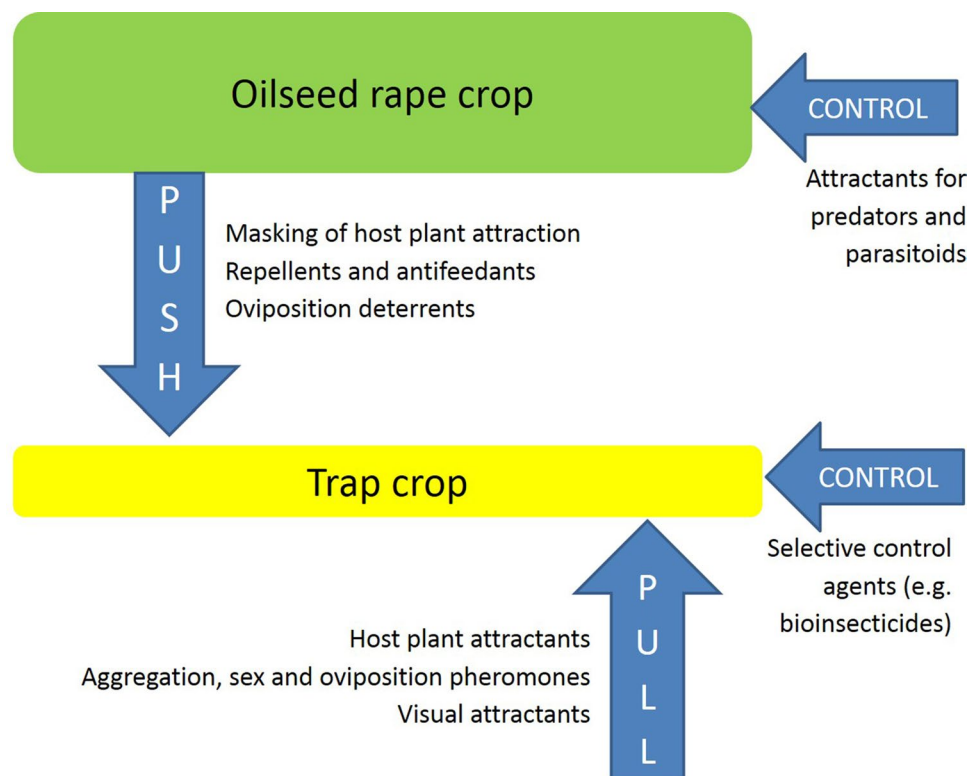 Oilseed rape crop
CONTROL
Attractants for
predators and
parasitoids
P
U
S
H
Masking of host plant attraction
Repellents and antifeedants
Oviposition deterrents
Trap crop
CONTROL
Selective control
agents (e.g.
bioinsecticides)
P
U
L
L
Host plant attractants
Aggregation, sex and oviposition pheromones
Visual attractants